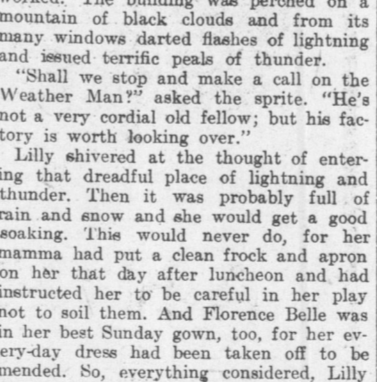 worked. The building was perched on a
mountain of black clouds and from its
many windows darted flashes of lightning
and issued terrific peals of thunder.
"Shall we stop and make a call on the
Weather Man?" asked the sprite. "He's
not a very cordial old fellow; but his fac-
tory is worth looking over."
Lilly shivered at the thought of enter-
ing that dreadful place of lightning and
thunder. Then it was probably full of
rain and snow and she would get a good
soaking. This would never do, for her
mamma had put a clean frock and apron
on her that day after luncheon and had
instructed her to be careful in her play
not to soil them. And Florence Belle was
in her best Sunday gown, too, for her ev-
ery-day dress had been taken off to be
mended. So, everything considered, Lilly